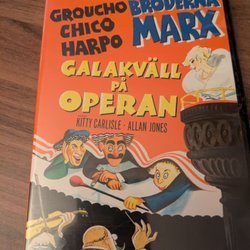 GROUCHO
CHICO
HARPO
BRÖDERNA
MARX
GALAKVÄLL
PÅ
OPERAN
KITTY CARLISLE - ALLAN JONES